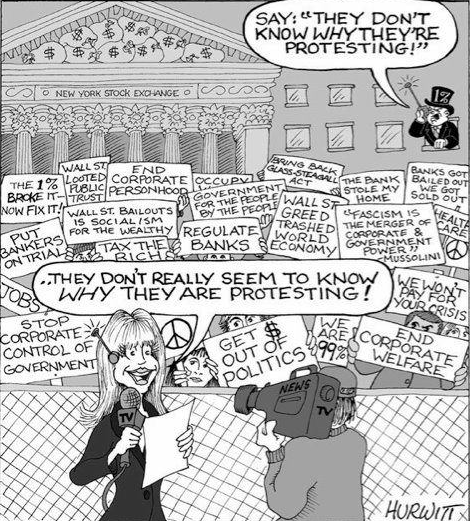 SAY: "THEY DON'T
KNOW WHY THEY'RE
PROTESTING!"
1%
$ $ $ $ $ $
NEW YORK STOCK EXCHANGE
THE 1%
BROKE IT—
NOW FIX IT!
WALL ST.
LOOTED
PUBLIC
TRUST
END
CORPORATE
PERSONHOOD
OCCUPY
BRING BACK
GLASS-STEAGALL
ACT
THE BANK
STOLE MY
HOME
BANKS GOT
BAILED OUT
WE GOT
SOLD OUT
WALL ST. BAILOUTS
IS SOCIALISM
FOR THE WEALTHY
GOVERNMENT
FOR THE PEOPLE
BY THE PEOPLE
WALL ST.
GREED
TRASHED
WORLD
ECONOMY
"FASCISM IS
THE MERGER OF
CORPORATE &
GOVERNMENT
POWER."
-MUSSOLINI
HEALTH
CARE
PUT
BANKERS
ON TRIAL
TAX THE
RICH
REGULATE
BANKS
..THEY DON'T REALLY SEEM TO KNOW
WHY THEY ARE PROTESTING!
JOBS
WE WON'T
PAY FOR
YOUR CRISIS
STOP
CORPORATE
CONTROL OF
GOVERNMENT
GET $
OUT OF
POLITICS
WE
ARE
99%
END
CORPORATE
WELFARE
TV
NEWS
TV
HURWITT